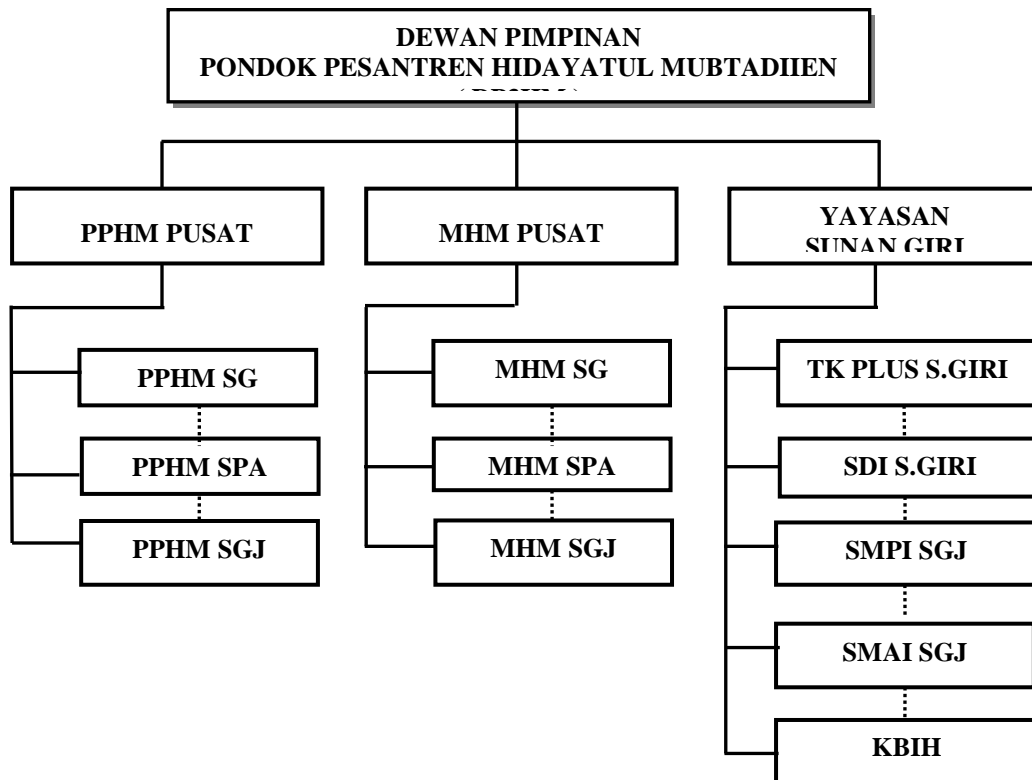 DEWAN PIMPINAN
PONDOK PESANTREN HIDAYATUL MUBTADIIEN
PPHM PUSAT
MHM PUSAT
YAYASAN
SUNAN GIRI
PPHM SG
PPHM SPA
PPHM SGJ
MHM SG
MHM SPA
MHM SGJ
TK PLUS S.GIRI
SDI S.GIRI
SMPI SGJ
SMAI SGJ
KBIH